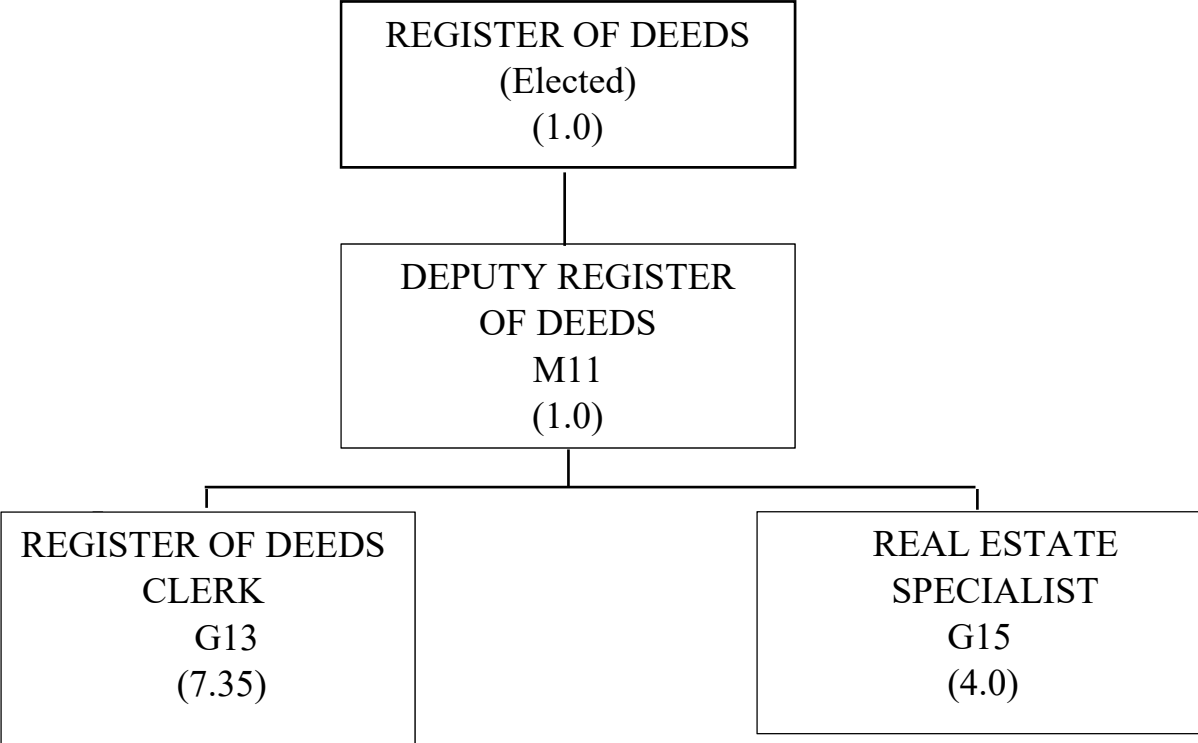 REGISTER OF DEEDS
(Elected)
(1.0)
DEPUTY REGISTER
OF DEEDS
M11
(1.0)
REGISTER OF DEEDS
CLERK
G13
(7.35)
REAL ESTATE
SPECIALIST
G15
(4.0)